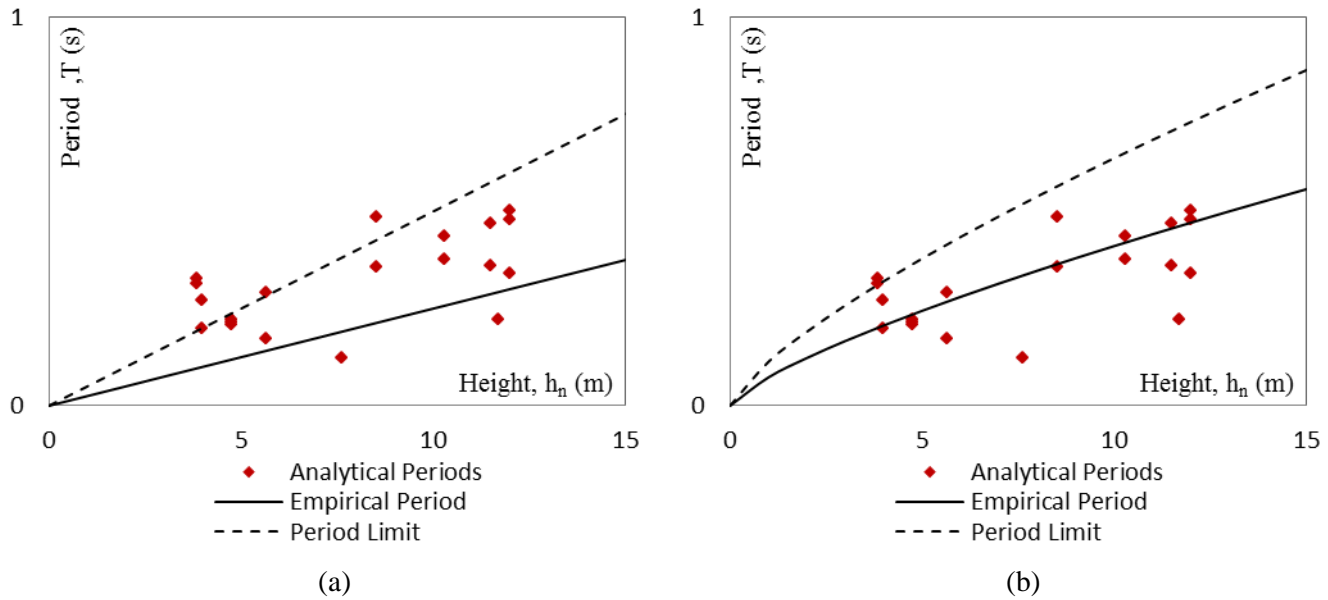 1
Period ,T (s)
Height, hₙ (m)
0
0 5 10 15
Analytical Periods
Empirical Period
Period Limit
(a)
1
Period ,T (s)
Height, hₙ (m)
0
0 5 10 15
Analytical Periods
Empirical Period
Period Limit
(b)